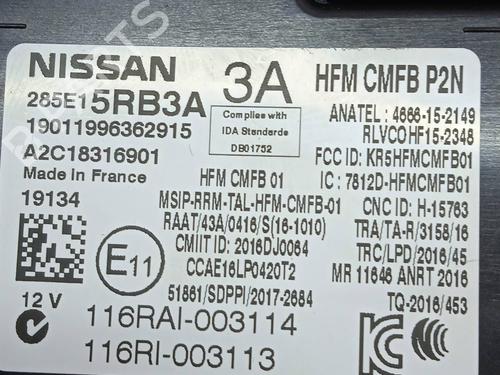 NISSAN 3A HFM CMFB P2N
285E15RB3A
19011996362915
A2C18316901
Made in France
19134
Complies with
IDA Standards
DB01752
ANATEL : 4666-15-2149
RLVCOHF15-2348
FCC ID: KR5HFMCMFB01
IC : 7812D-HFMCMFB01
HFM CMFB 01
MSIP-RRM-TAL-HFM-CMFB-01
RAAT/43A/0416/S(16-1010)
CMIIT ID: 2016DJ0064
CCAE16LP0420T2
51861/SDPPI/2017-2684
CNC ID: H-15763
TRA/TA-R/3158/16
TRC/LPD/2016/45
MR 11646 ANRT 2016
TQ-2016/453
E11
12 V
116RAI-003114
116RI-003113